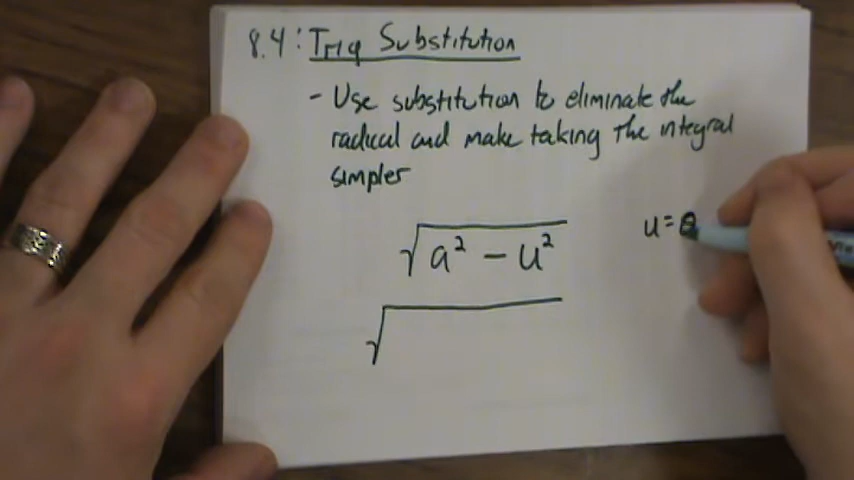 8.4: Trig Substitution
- Use substitution to eliminate the
radical and make taking the integral
simpler
√(a² - u²) u=
√